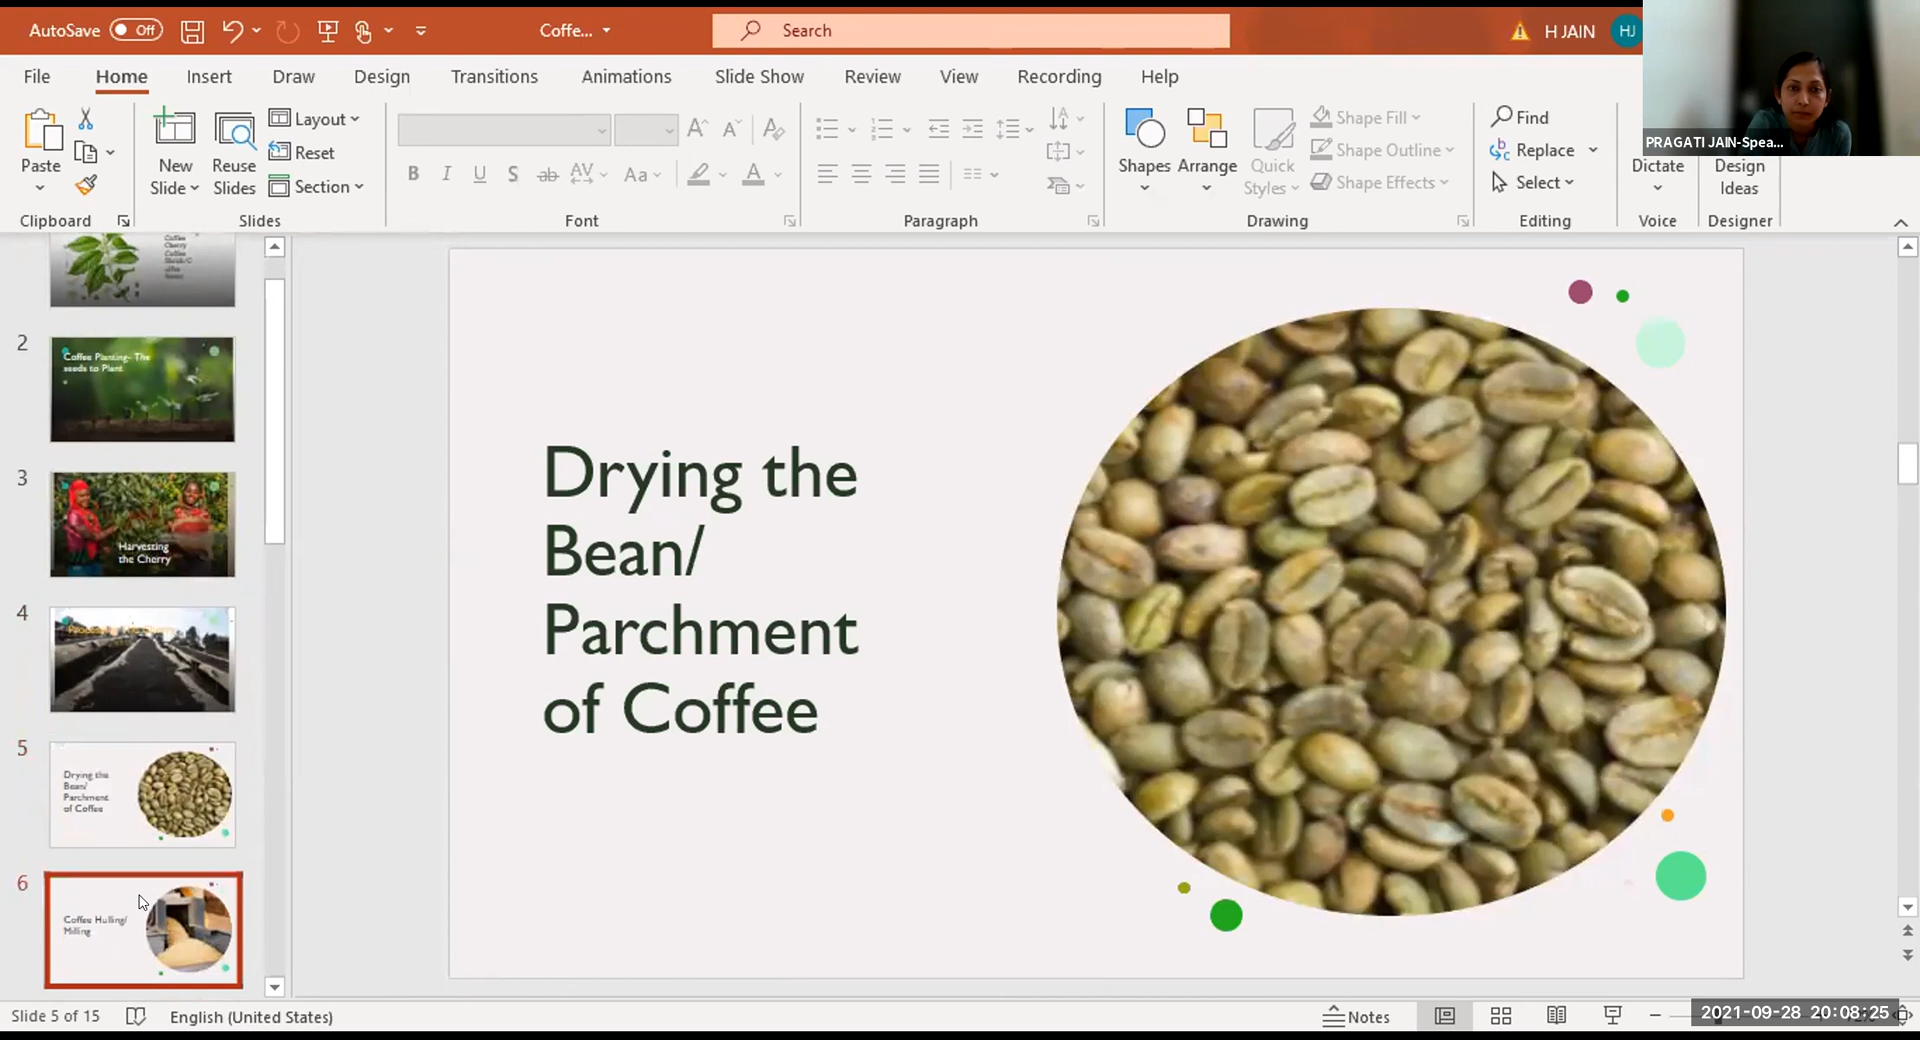 AutoSave Off Coffe... Search H JAIN HJ
File Home Insert Draw Design Transitions Animations Slide Show Review View Recording Help
PRAGATI JAIN-Spea...
Paste New Slide Reuse Slides Layout Reset Section
Aa
Shapes Arrange Quick Styles Shape Fill Shape Outline Shape Effects
Find Replace Select Dictate Design Ideas
Clipboard Slides Font Paragraph Drawing Editing Voice Designer
2
Coffee Planting- The
seeds to Plant
3
Harvesting
the Cherry
4
5
Drying the
Bean/
Parchment
of Coffee
6
Coffee Hulling/
Milling
Drying the
Bean/
Parchment
of Coffee
Slide 5 of 15 English (United States) Notes
2021-09-28 20:08:25